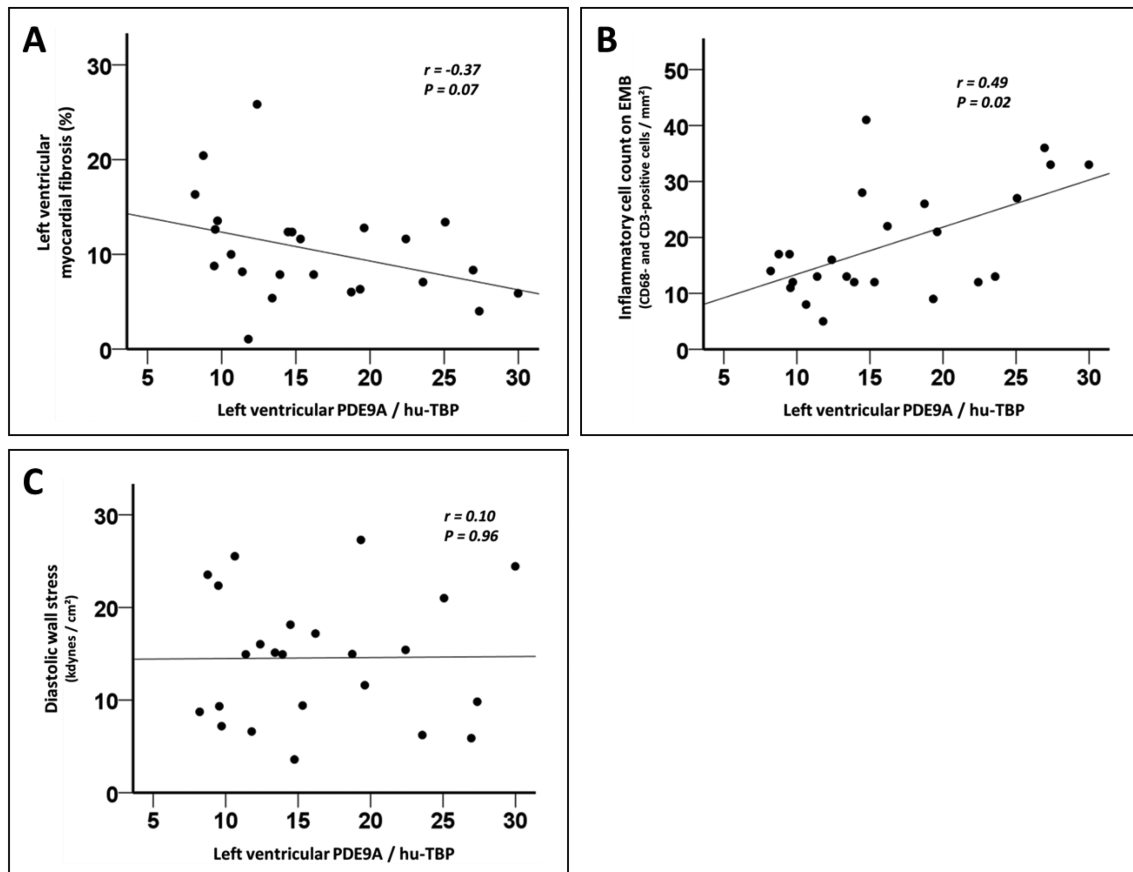 A
Left ventricular
myocardial fibrosis (%)
30
20
10
0
r = -0.37
P = 0.07
5 10 15 20 25 30
Left ventricular PDE9A / hu-TBP
B
Inflammatory cell count on EMB
(CD68- and CD3-positive cells / mm²)
50
40
30
20
10
0
r = 0.49
P = 0.02
5 10 15 20 25 30
Left ventricular PDE9A / hu-TBP
C
Diastolic wall stress
(kdynes / cm²)
30
20
10
0
r = 0.10
P = 0.96
5 10 15 20 25 30
Left ventricular PDE9A / hu-TBP